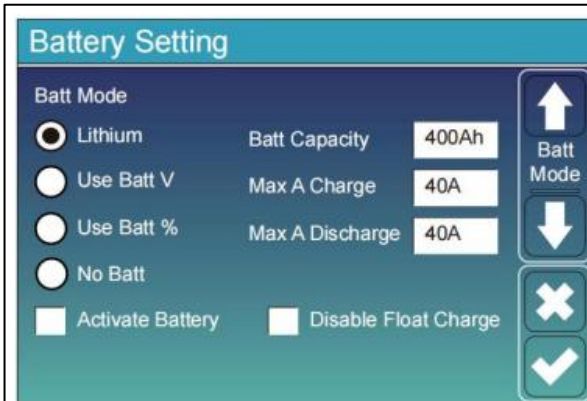 Battery Setting
Batt Mode
Lithium
Batt Capacity 400Ah
Use Batt V
Max A Charge 40A
Use Batt %
Max A Discharge 40A
No Batt
Activate Battery
Disable Float Charge
Batt
Mode